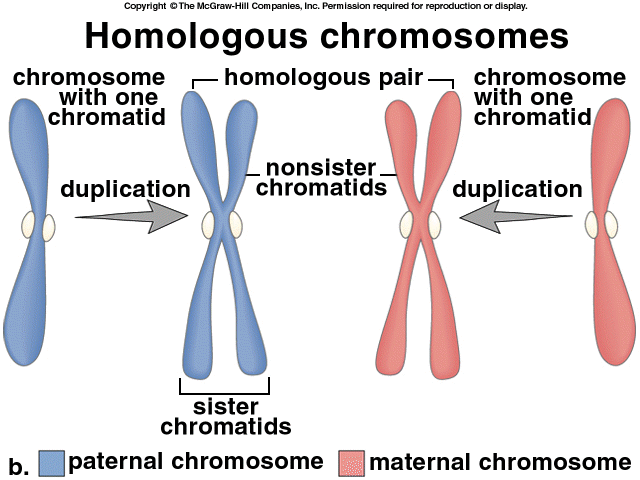 Copyright © The McGraw-Hill Companies, Inc. Permission required for reproduction or display.
Homologous chromosomes
chromosome
with one
chromatid
homologous pair
chromosome
with one
chromatid
duplication
nonsister
chromatids
duplication
sister
chromatids
b. paternal chromosome maternal chromosome